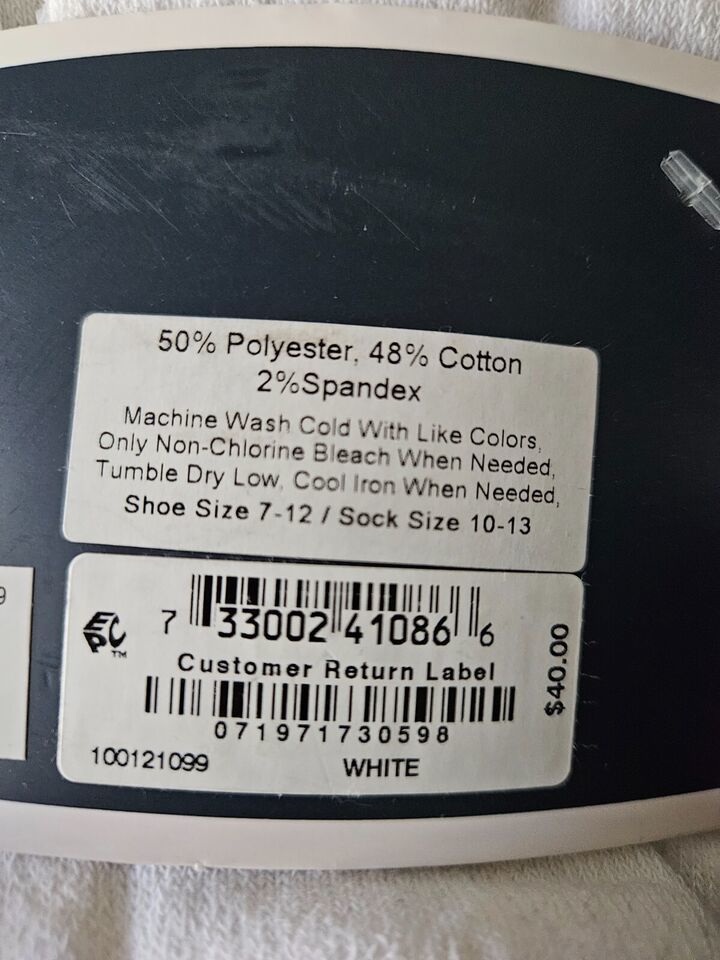 50% Polyester, 48% Cotton
2%Spandex
Machine Wash Cold With Like Colors,
Only Non-Chlorine Bleach When Needed,
Tumble Dry Low, Cool Iron When Needed,
Shoe Size 7-12 / Sock Size 10-13
9
EPC™
7 33002 41086 6
Customer Return Label
071971730598
100121099 WHITE
$40.00